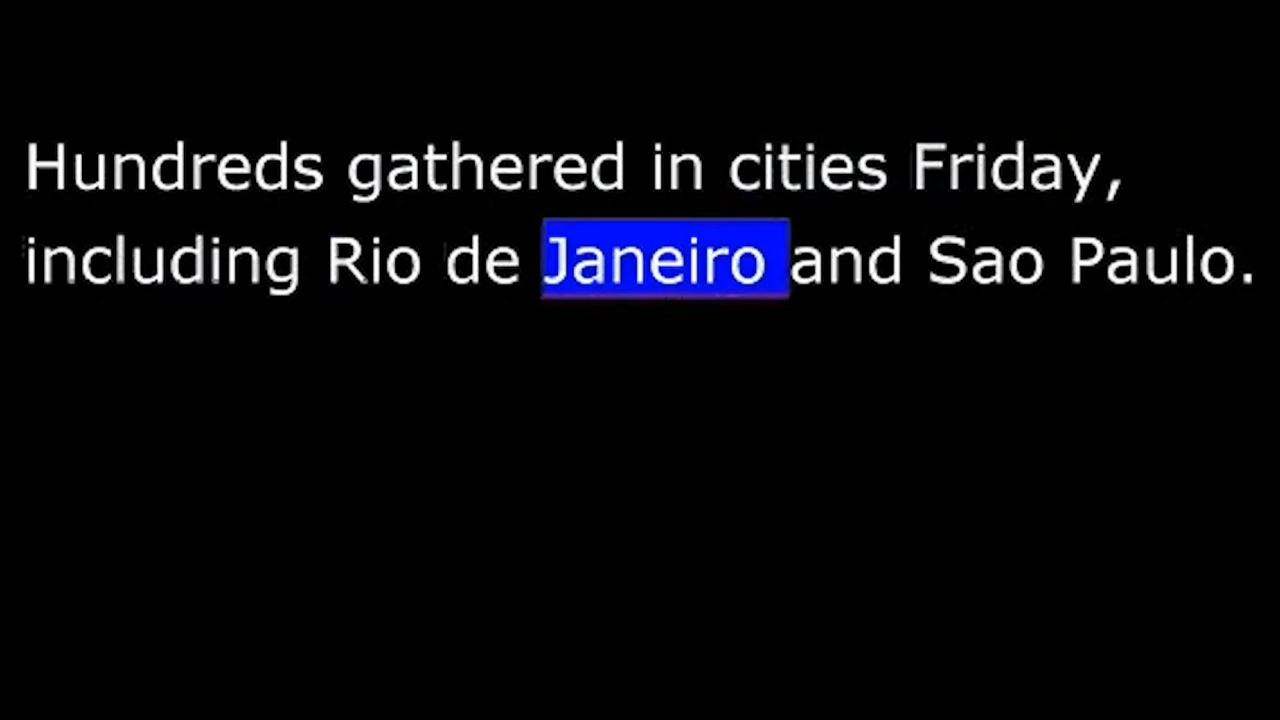 Hundreds gathered in cities Friday,
including Rio de Janeiro and Sao Paulo.